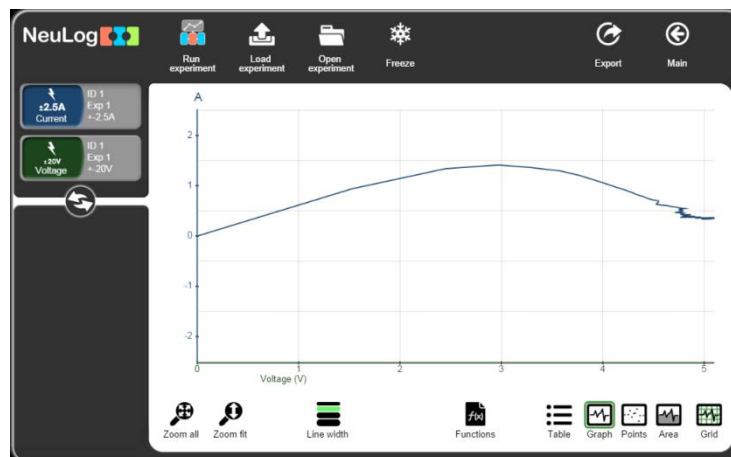 NeuLog
Run
experiment
Load
experiment
Open
experiment
Freeze
Export
Main
±2.5A
Current
ID 1
Exp 1
+-2.5A
±20V
Voltage
ID 1
Exp 1
+-20V
A
2
1
0
-1
-2
0
1
2
3
4
5
Voltage (V)
Zoom all
Zoom fit
Line width
f(x)
Functions
Table
Graph
Points
Area
Grid